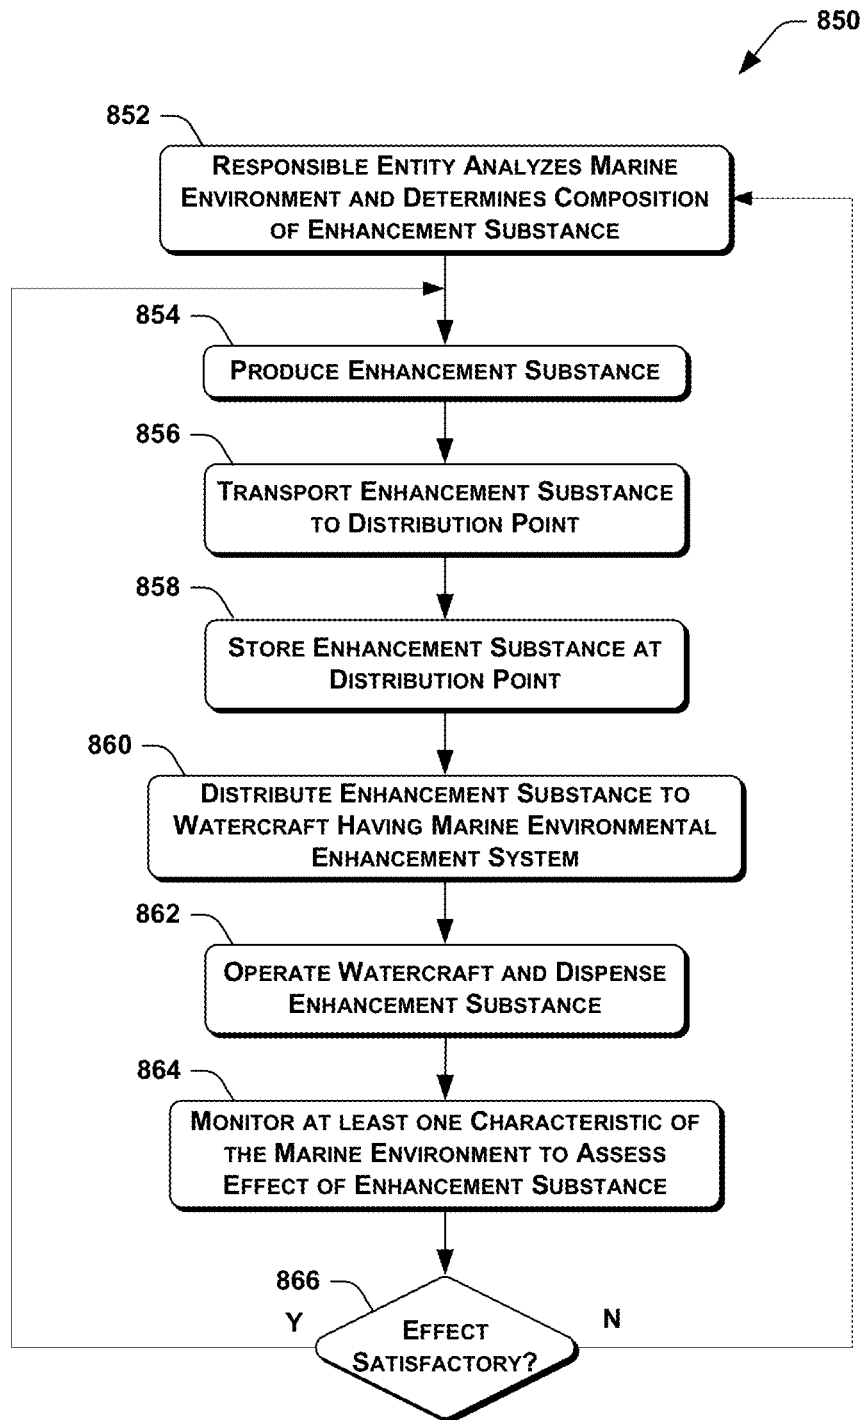 850
852
RESPONSIBLE ENTITY ANALYZES MARINE
ENVIRONMENT AND DETERMINES COMPOSITION
OF ENHANCEMENT SUBSTANCE
854
PRODUCE ENHANCEMENT SUBSTANCE
856
TRANSPORT ENHANCEMENT SUBSTANCE
TO DISTRIBUTION POINT
858
STORE ENHANCEMENT SUBSTANCE AT
DISTRIBUTION POINT
860
DISTRIBUTE ENHANCEMENT SUBSTANCE TO
WATERCRAFT HAVING MARINE ENVIRONMENTAL
ENHANCEMENT SYSTEM
862
OPERATE WATERCRAFT AND DISPENSE
ENHANCEMENT SUBSTANCE
864
MONITOR AT LEAST ONE CHARACTERISTIC OF
THE MARINE ENVIRONMENT TO ASSESS
EFFECT OF ENHANCEMENT SUBSTANCE
866
Y
N
EFFECT
SATISFACTORY?